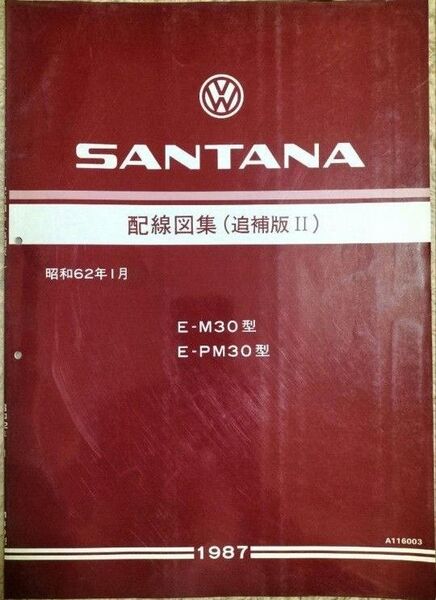 VW
SANTANA
配線図集(追補版II)
昭和62年1月
E-M30型
E-PM30型
A116003
1987